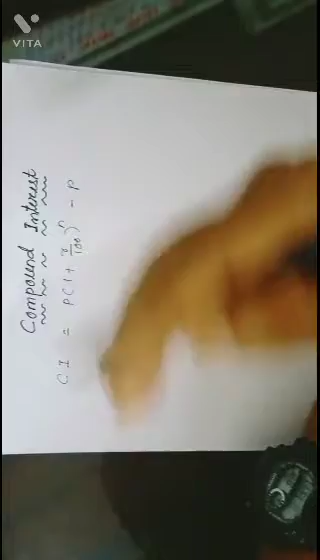 VITA
Compound Interest
CI = P(1 + r/100)^n - P